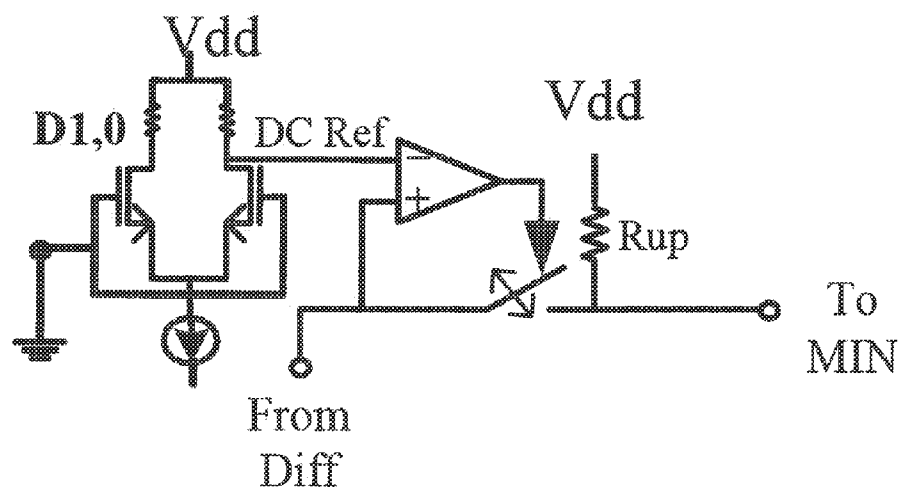 Vdd
D1,0
DC Ref
Vdd
Rup
To
MIN
From
Diff